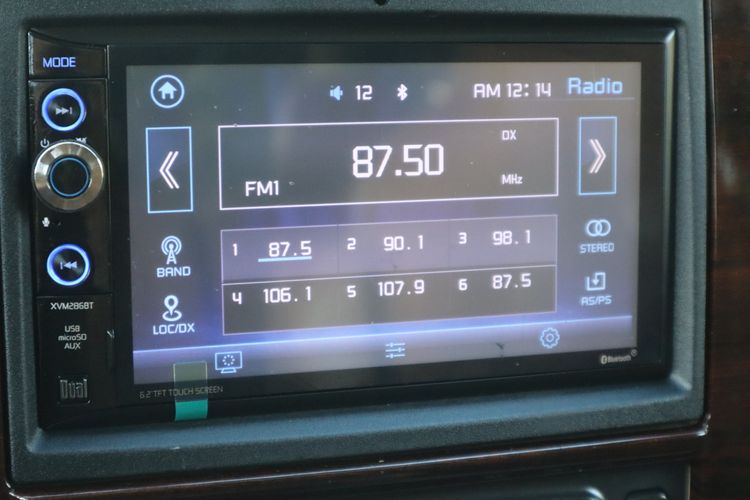 MODE
12
AM 12:14
Radio
DX
87.50
MHz
FM1
1 87.5
2 90.1
3 98.1
4 106.1
5 107.9
6 87.5
BAND
LOC/DX
STEREO
AS/PS
XVM286BT
USB
microSD
AUX
Dual
6.2" TFT TOUCH SCREEN
Bluetooth